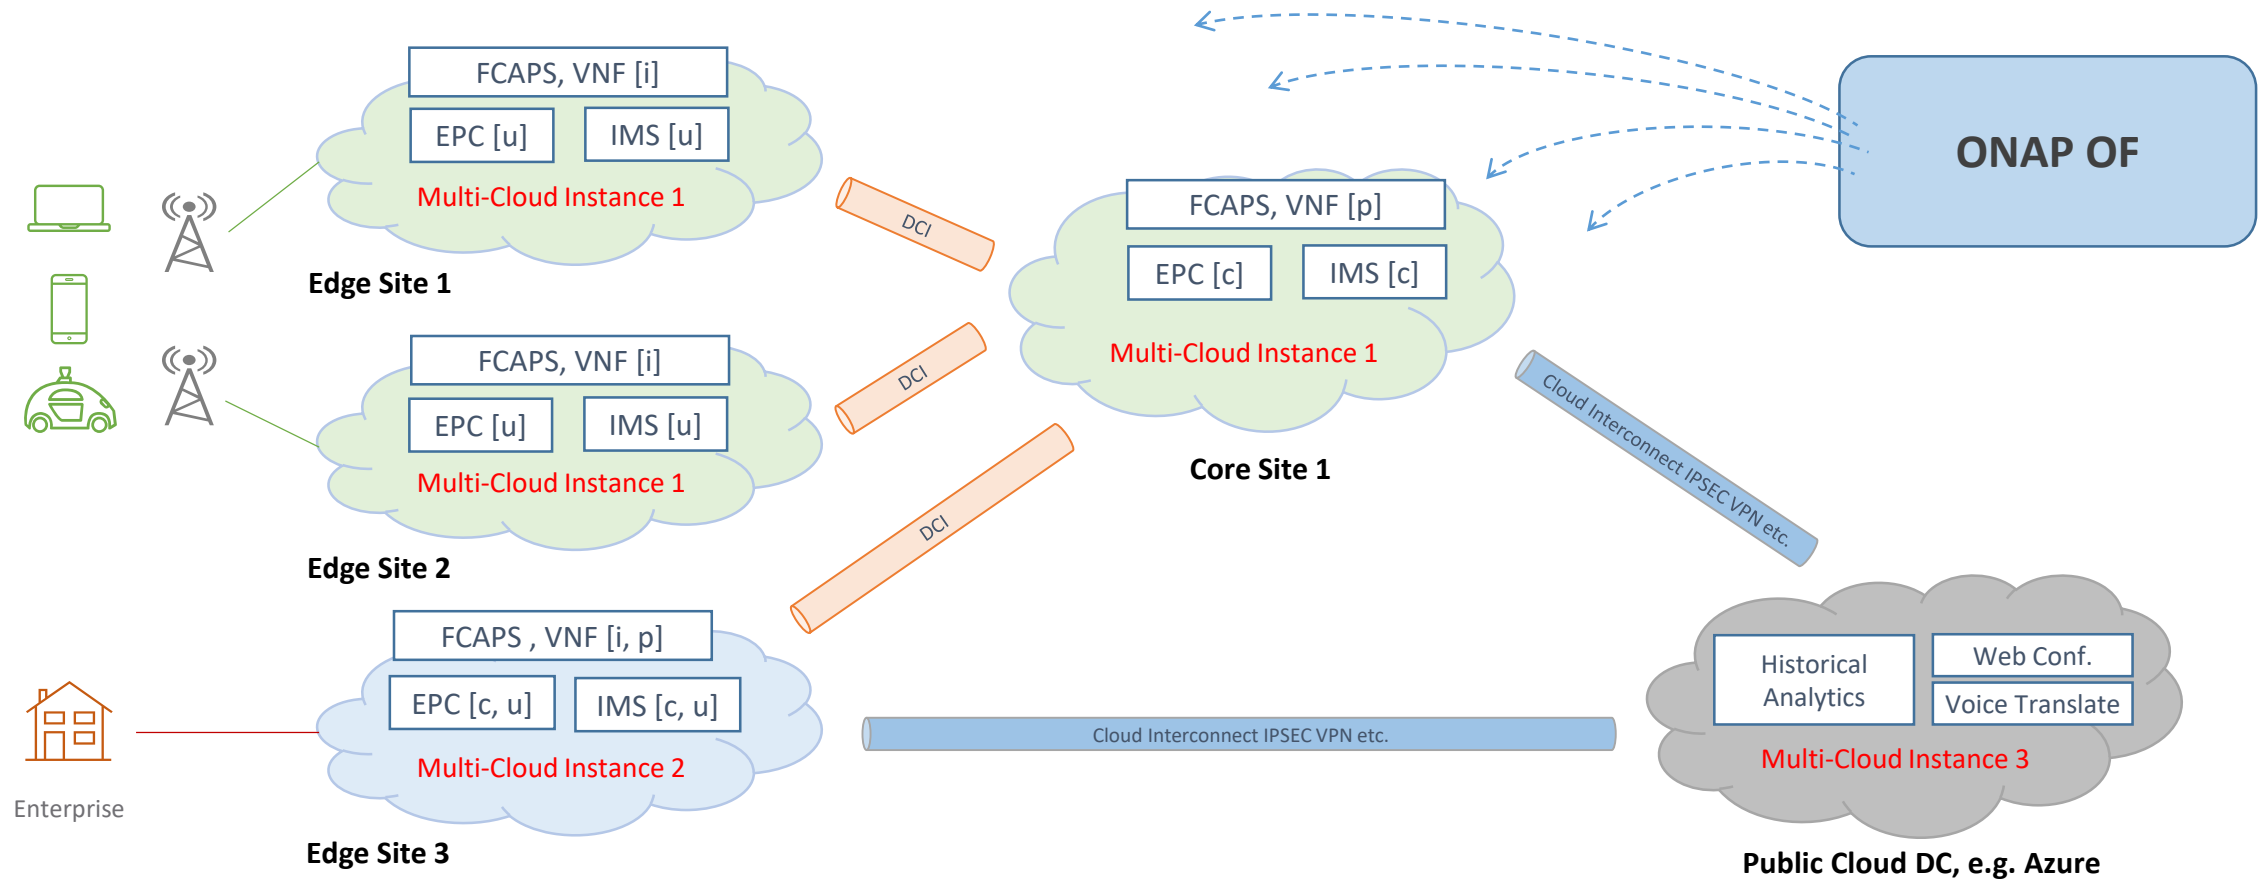 FCAPS, VNF [i]
EPC [u]
IMS [u]
Multi-Cloud Instance 1
Edge Site 1
DCI
ONAP OF
FCAPS, VNF [p]
EPC [c]
IMS [c]
Multi-Cloud Instance 1
Core Site 1
FCAPS, VNF [i]
EPC [u]
IMS [u]
Multi-Cloud Instance 1
Edge Site 2
DCI
DCI
Cloud Interconnect IPSEC VPN etc.
FCAPS , VNF [i, p]
EPC [c, u]
IMS [c, u]
Multi-Cloud Instance 2
Edge Site 3
Enterprise
Cloud Interconnect IPSEC VPN etc.
Historical
Analytics
Web Conf.
Voice Translate
Multi-Cloud Instance 3
Public Cloud DC, e.g. Azure